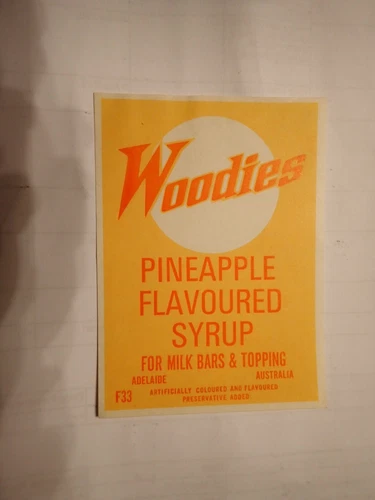 Woodies
PINEAPPLE
FLAVOURED
SYRUP
FOR MILK BARS & TOPPING
ADELAIDE AUSTRALIA
F33 ARTIFICIALLY COLOURED AND FLAVOURED
PRESERVATIVE ADDED